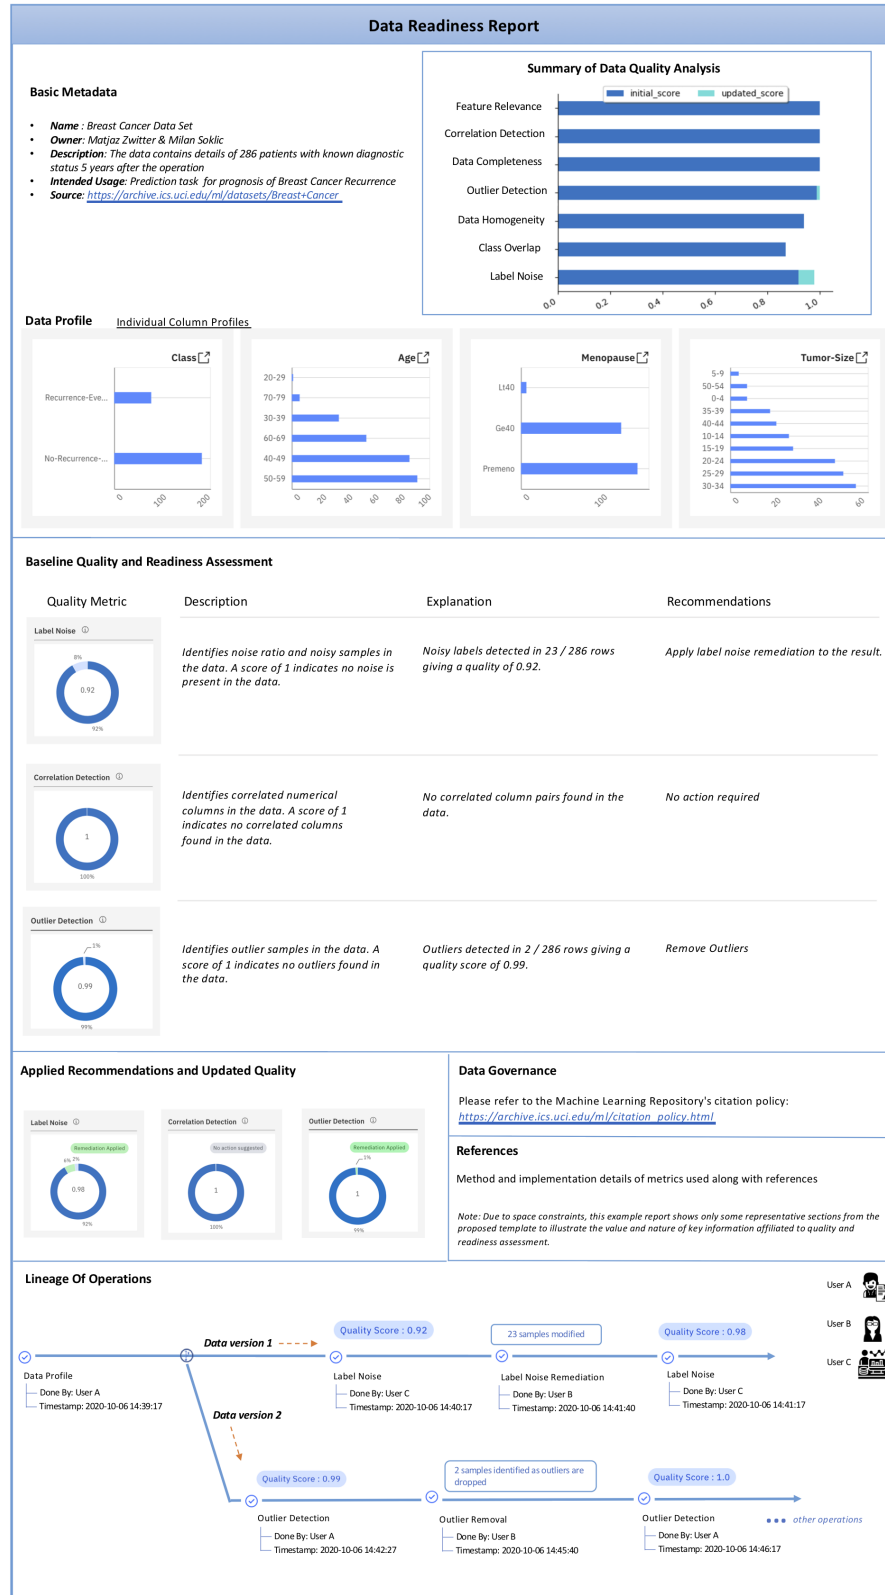 Data Readiness Report
Basic Metadata
• Name : Breast Cancer Data Set
• Owner: Matjaz Zwitter & Milan Soklic
• Description: The data contains details of 286 patients with known diagnostic
status 5 years after the operation
• Intended Usage: Prediction task for prognosis of Breast Cancer Recurrence
• Source: https://archive.ics.uci.edu/ml/datasets/Breast+Cancer
Summary of Data Quality Analysis
initial_score updated_score
Feature Relevance
Correlation Detection
Data Completeness
Outlier Detection
Data Homogeneity
Class Overlap
Label Noise
0.0 0.2 0.4 0.6 0.8 1.0
Data Profile Individual Column Profiles
Class
Recurrence-Eve...
No-Recurrence-...
0 100 200
Age
20-29
70-79
30-39
60-69
40-49
50-59
0 20 40 60 80 100
Menopause
Lt40
Ge40
Premeno
0 100
Tumor-Size
5-9
50-54
0-4
35-39
40-44
10-14
15-19
20-24
25-29
30-34
0 20 40 60
Baseline Quality and Readiness Assessment
Quality Metric Description Explanation Recommendations
Label Noise
8%
0.92
92%
Identifies noise ratio and noisy samples in
the data. A score of 1 indicates no noise is
present in the data.
Noisy labels detected in 23 / 286 rows
giving a quality of 0.92.
Apply label noise remediation to the result.
Correlation Detection
1
100%
Identifies correlated numerical
columns in the data. A score of 1
indicates no correlated columns
found in the data.
No correlated column pairs found in the
data.
No action required
Outlier Detection
1%
0.99
99%
Identifies outlier samples in the data. A
score of 1 indicates no outliers found in
the data.
Outliers detected in 2 / 286 rows giving a
quality score of 0.99.
Remove Outliers
Applied Recommendations and Updated Quality
Label Noise
Remediation Applied
6% 2%
0.98
92%
Correlation Detection
No action suggested
1
100%
Outlier Detection
Remediation Applied
1%
1
99%
Data Governance
Please refer to the Machine Learning Repository's citation policy:
https://archive.ics.uci.edu/ml/citation_policy.html
References
Method and implementation details of metrics used along with references
Note: Due to space constraints, this example report shows only some representative sections from the
proposed template to illustrate the value and nature of key information affiliated to quality and
readiness assessment.
Lineage Of Operations
User A
User B
User C
Data version 1
Quality Score : 0.92
23 samples modified
Quality Score : 0.98
Data Profile
Done By: User A
Timestamp: 2020-10-06 14:39:17
Label Noise
Done By: User C
Timestamp: 2020-10-06 14:40:17
Label Noise Remediation
Done By: User B
Timestamp: 2020-10-06 14:41:40
Label Noise
Done By: User C
Timestamp: 2020-10-06 14:41:17
Data version 2
Quality Score : 0.99
2 samples identified as outliers are
dropped
Quality Score : 1.0
Outlier Detection
Done By: User A
Timestamp: 2020-10-06 14:42:27
Outlier Removal
Done By: User B
Timestamp: 2020-10-06 14:45:40
Outlier Detection
Done By: User A
Timestamp: 2020-10-06 14:46:17
other operations